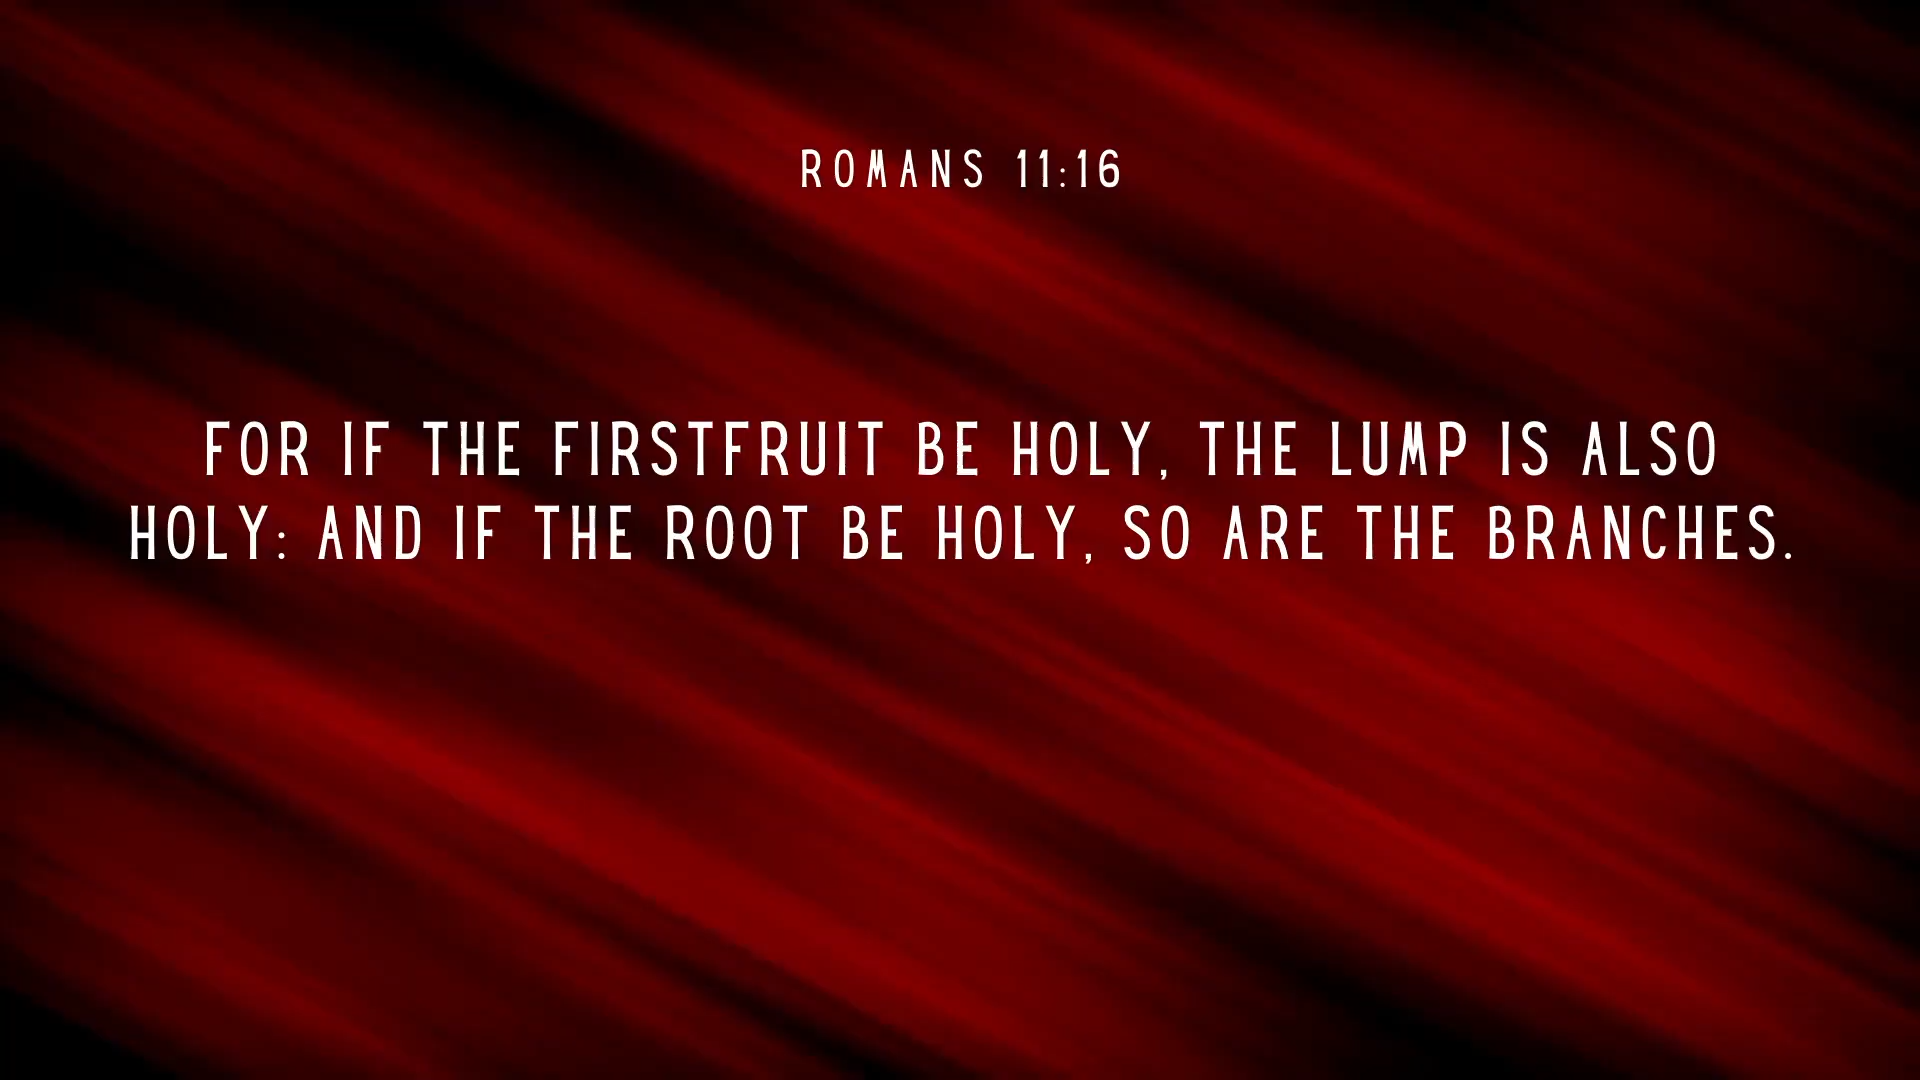 ROMANS 11:16
FOR IF THE FIRSTFRUIT BE HOLY, THE LUMP IS ALSO
HOLY: AND IF THE ROOT BE HOLY, SO ARE THE BRANCHES.